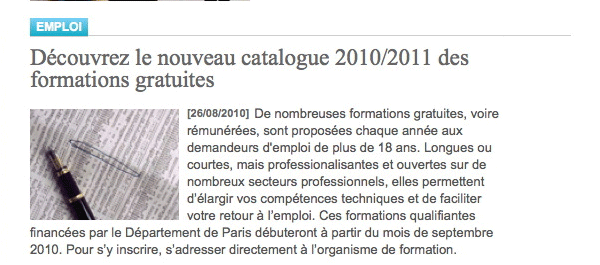 EMPLOI
Découvrez le nouveau catalogue 2010/2011 des
formations gratuites
[26/08/2010] De nombreuses formations gratuites, voire
rémunérées, sont proposées chaque année aux
demandeurs d'emploi de plus de 18 ans. Longues ou
courtes, mais professionalisantes et ouvertes sur de
nombreux secteurs professionnels, elles permettent
d'élargir vos compétences techniques et de faciliter
votre retour à l'emploi. Ces formations qualifiantes
financées par le Département de Paris débuteront à partir du mois de septembre
2010. Pour s'y inscrire, s'adresser directement à l'organisme de formation.